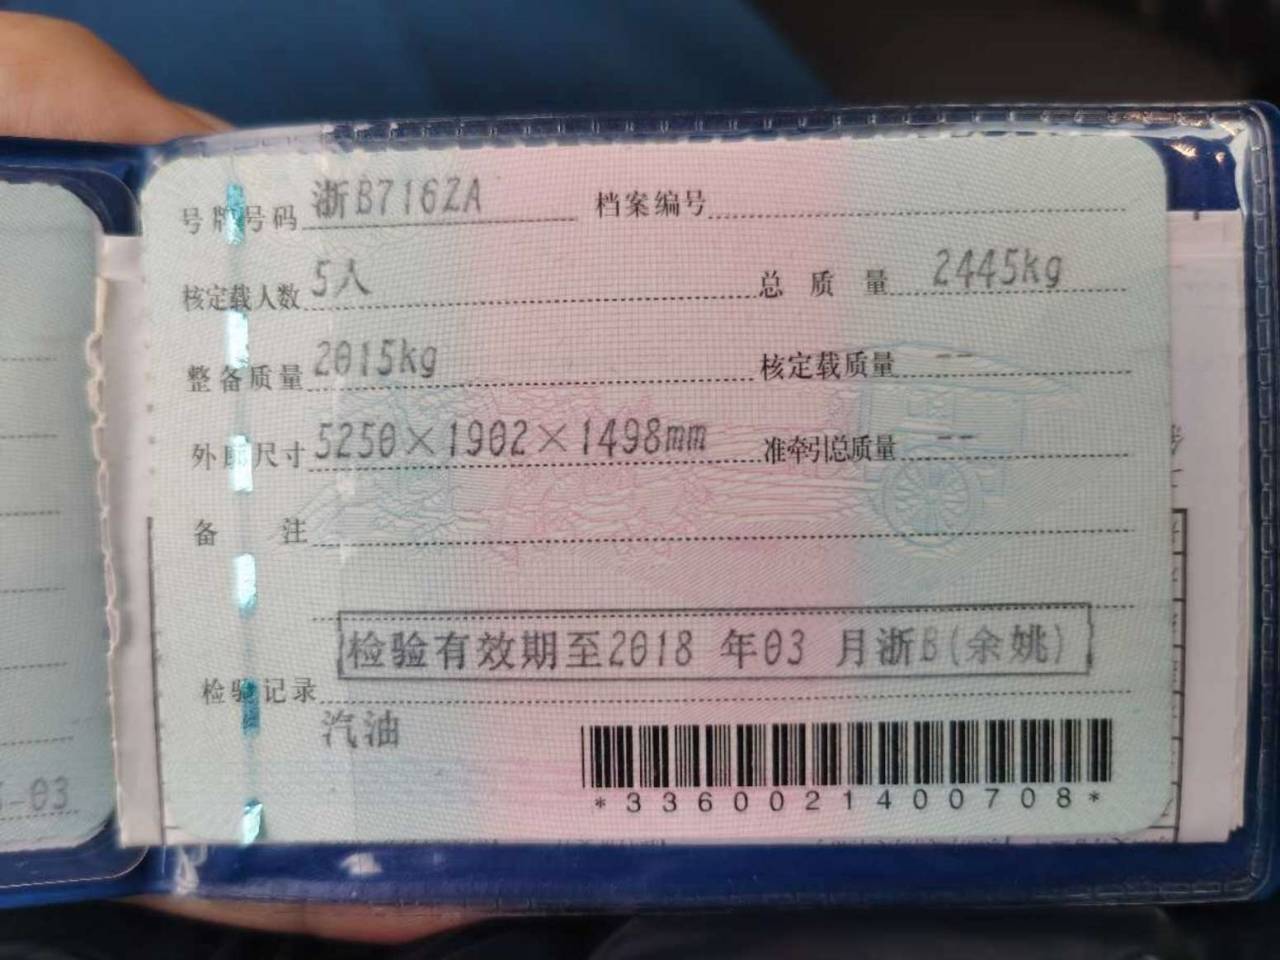 号牌号码 浙B716ZA 档案编号
核定载人数 5人 总质量 2445kg
整备质量 2015kg 核定载质量 --
外廓尺寸 5250×1902×1498mm 准牵引总质量 --
备注
检验有效期至2018 年03 月浙B(余姚)
检验记录
汽油
*3360021400708*
-03